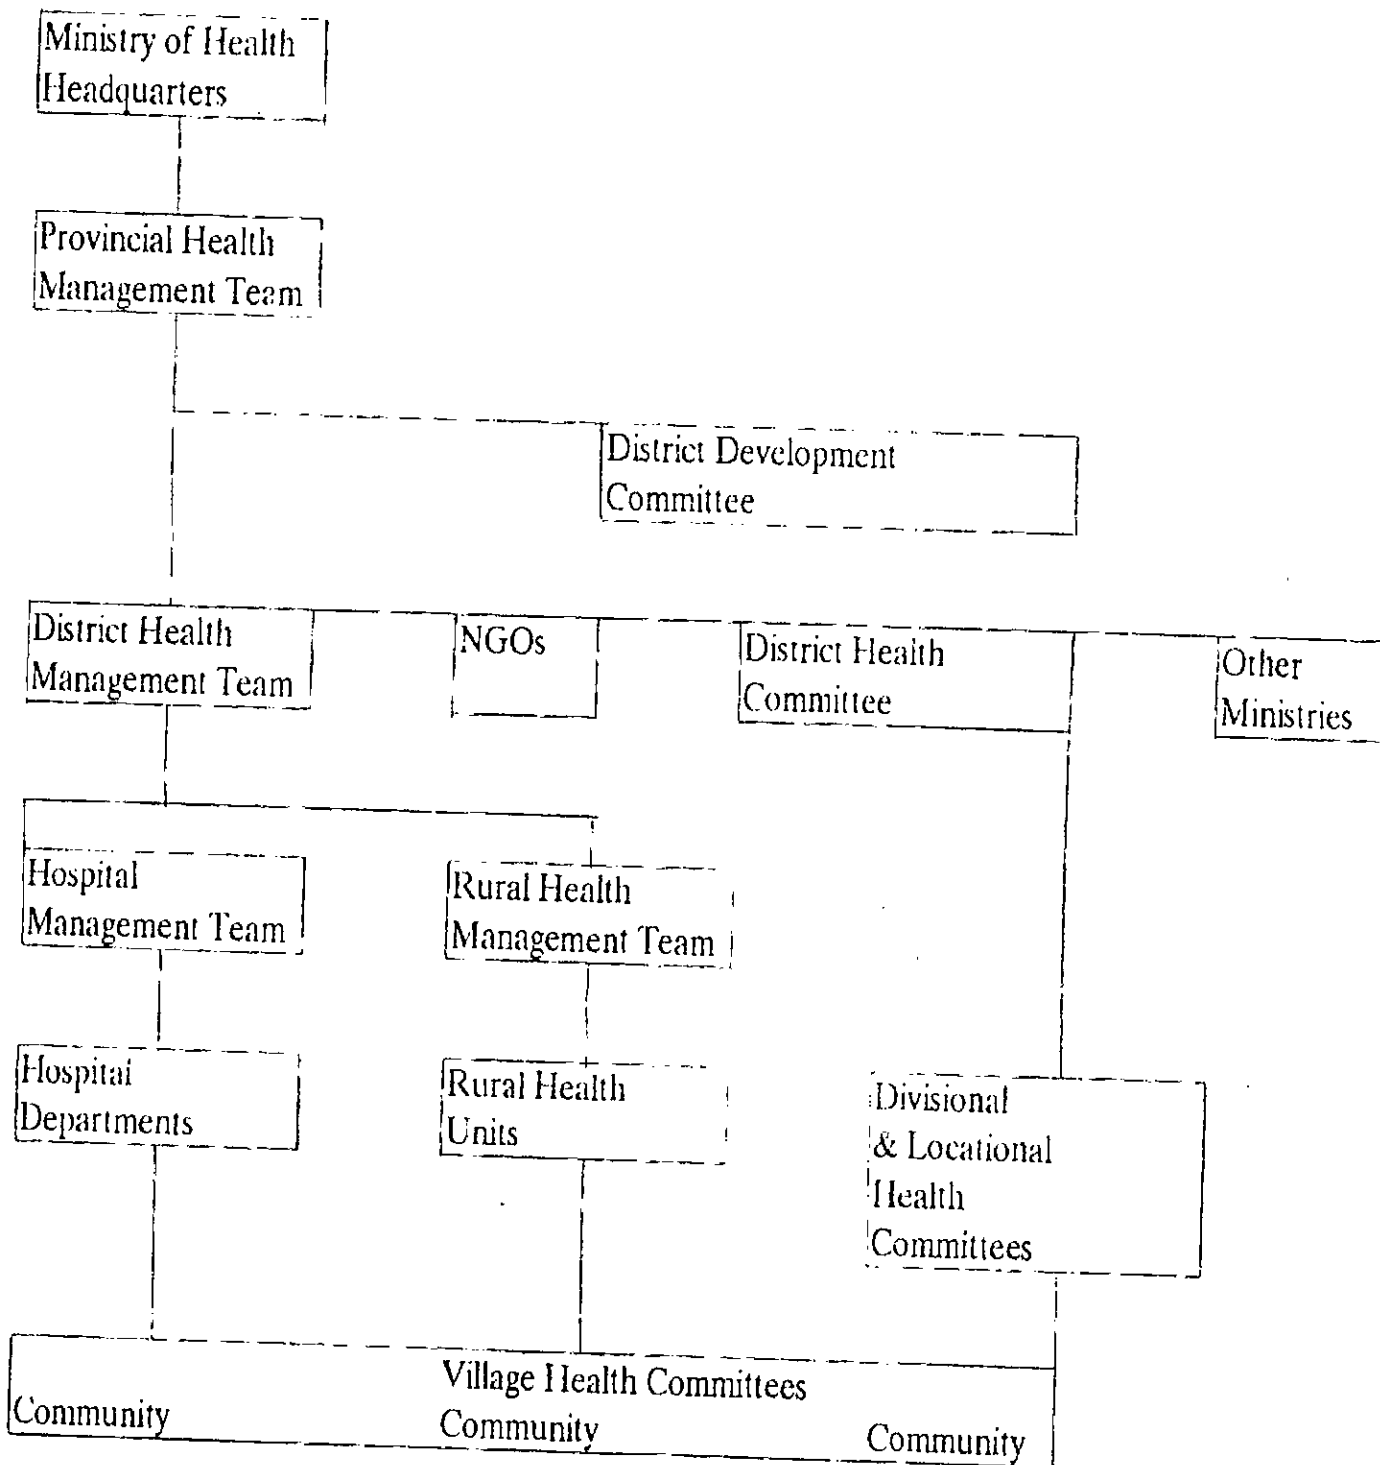 Ministry of Health
Headquarters
Provincial Health
Management Team
District Development
Committee
District Health
Management Team
NGOs
District Health
Committee
Other
Ministries
Hospital
Management Team
Rural Health
Management Team
Hospital
Departments
Rural Health
Units
Divisional
& Locational
Health
Committees
Village Health Committees
Community
Community
Community